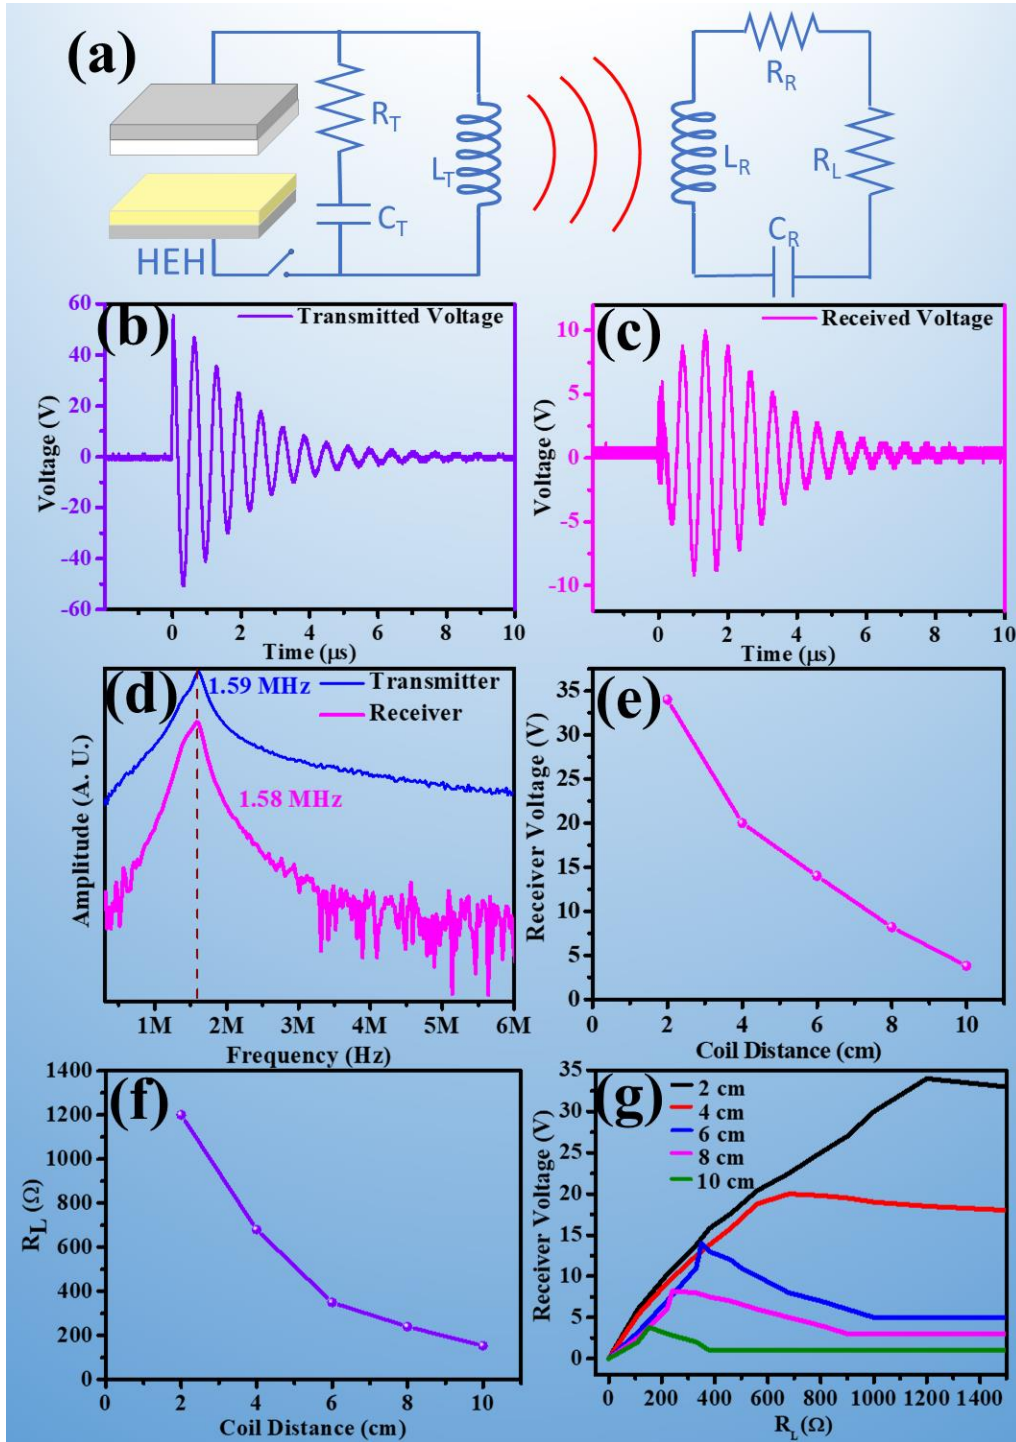 (a)
R_T
L_T
C_T
HEH
R_R
L_R
R_L
C_R
(b)
Transmitted Voltage
60
40
20
0
-20
-40
-60
Voltage (V)
0 2 4 6 8 10
Time (μs)
(c)
Received Voltage
10
5
0
-5
-10
Voltage (V)
0 2 4 6 8 10
Time (μs)
(d)
1.59 MHz
Transmitter
Receiver
1.58 MHz
Amplitude (A. U.)
1M 2M 3M 4M 5M 6M
Frequency (Hz)
(e)
35
30
25
20
15
10
5
0
Receiver Voltage (V)
0 2 4 6 8 10
Coil Distance (cm)
(f)
1400
1200
1000
800
600
400
200
0
R_L (Ω)
0 2 4 6 8 10
Coil Distance (cm)
(g)
2 cm
4 cm
6 cm
8 cm
10 cm
35
30
25
20
15
10
5
0
Receiver Voltage (V)
0 200 400 600 800 1000 1200 1400
R_L (Ω)